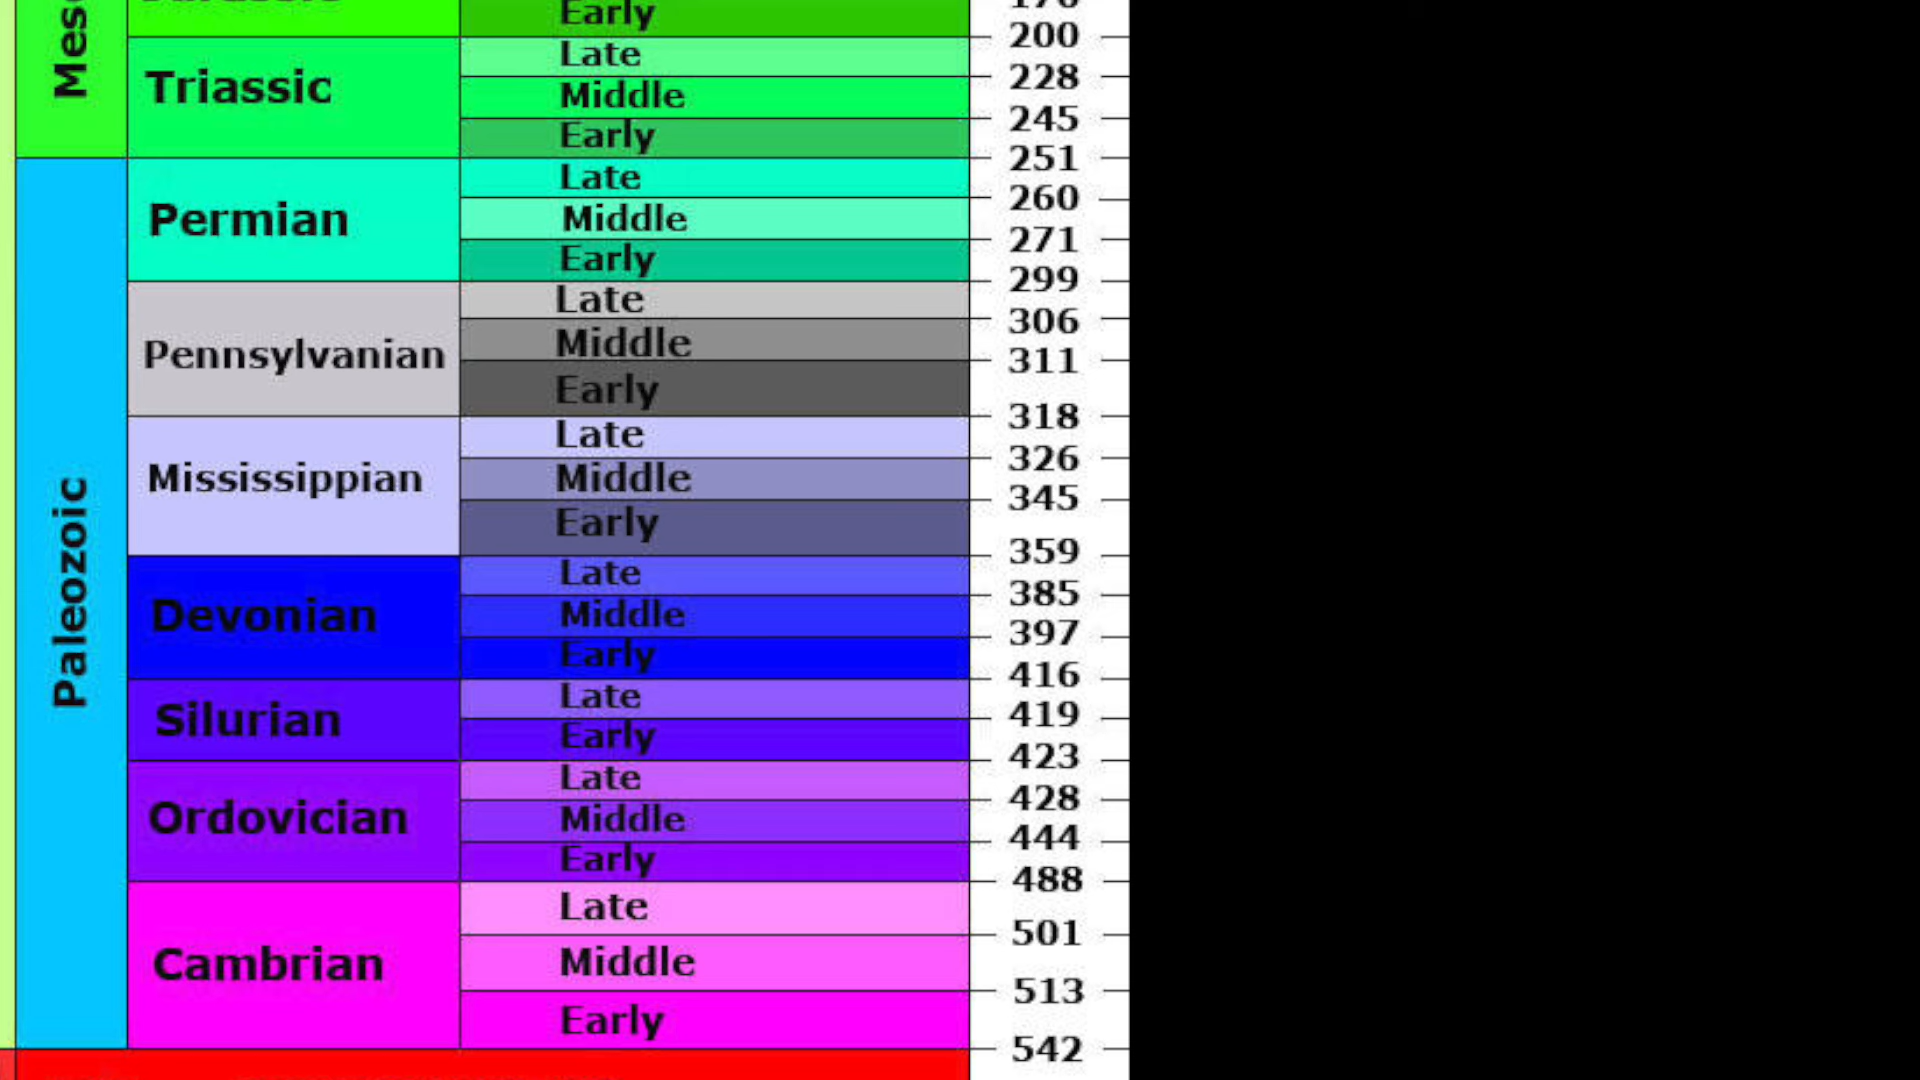 Early
Mes
Triassic
Late
Middle
Early
Paleozoic
Permian
Late
Middle
Early
Pennsylvanian
Late
Middle
Early
Mississippian
Late
Middle
Early
Devonian
Late
Middle
Early
Silurian
Late
Early
Ordovician
Late
Middle
Early
Cambrian
Late
Middle
Early
200
228
245
251
260
271
299
306
311
318
326
345
359
385
397
416
419
423
428
444
488
501
513
542